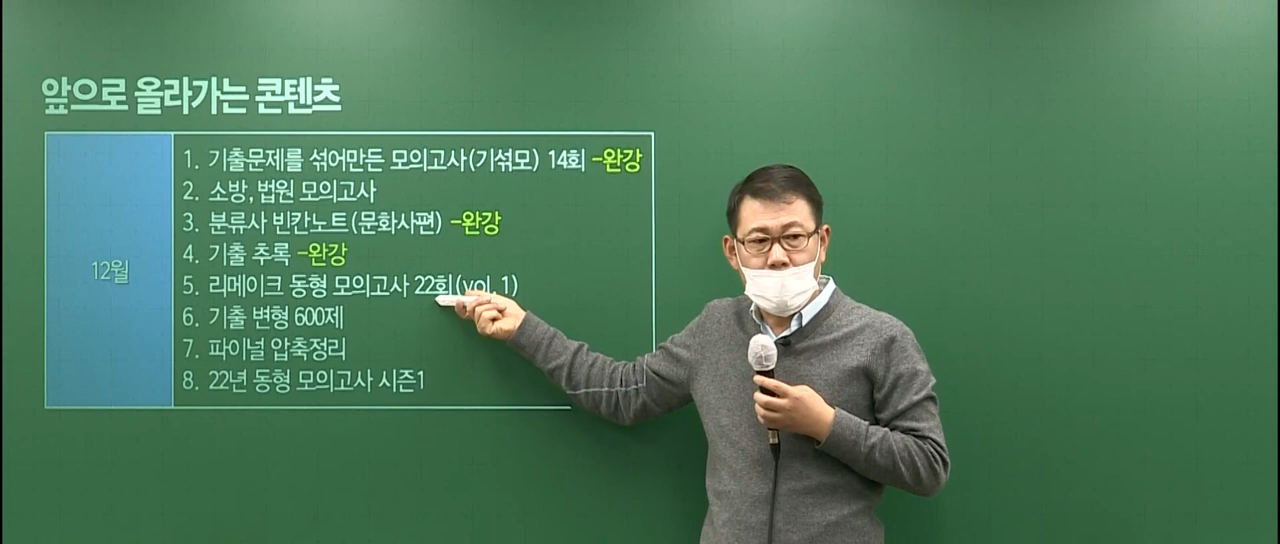 앞으로 올라가는 콘텐츠
12월
1. 기출문제를 섞어만든 모의고사(기섞모) 14회 -완강
2. 소방, 법원 모의고사
3. 분류사 빈칸노트(문화사편) -완강
4. 기출 추록 -완강
5. 리메이크 동형 모의고사 22회(vol.1)
6. 기출 변형 600제
7. 파이널 압축정리
8. 22년 동형 모의고사 시즌1